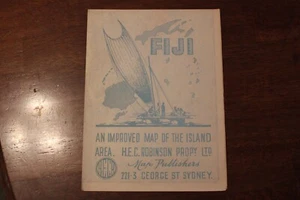 FIJI
AN IMPROVED MAP OF THE ISLAND
AREA. H.E.C. ROBINSON PROPY. LTD
Map Publishers
221-3 GEORGE ST SYDNEY.